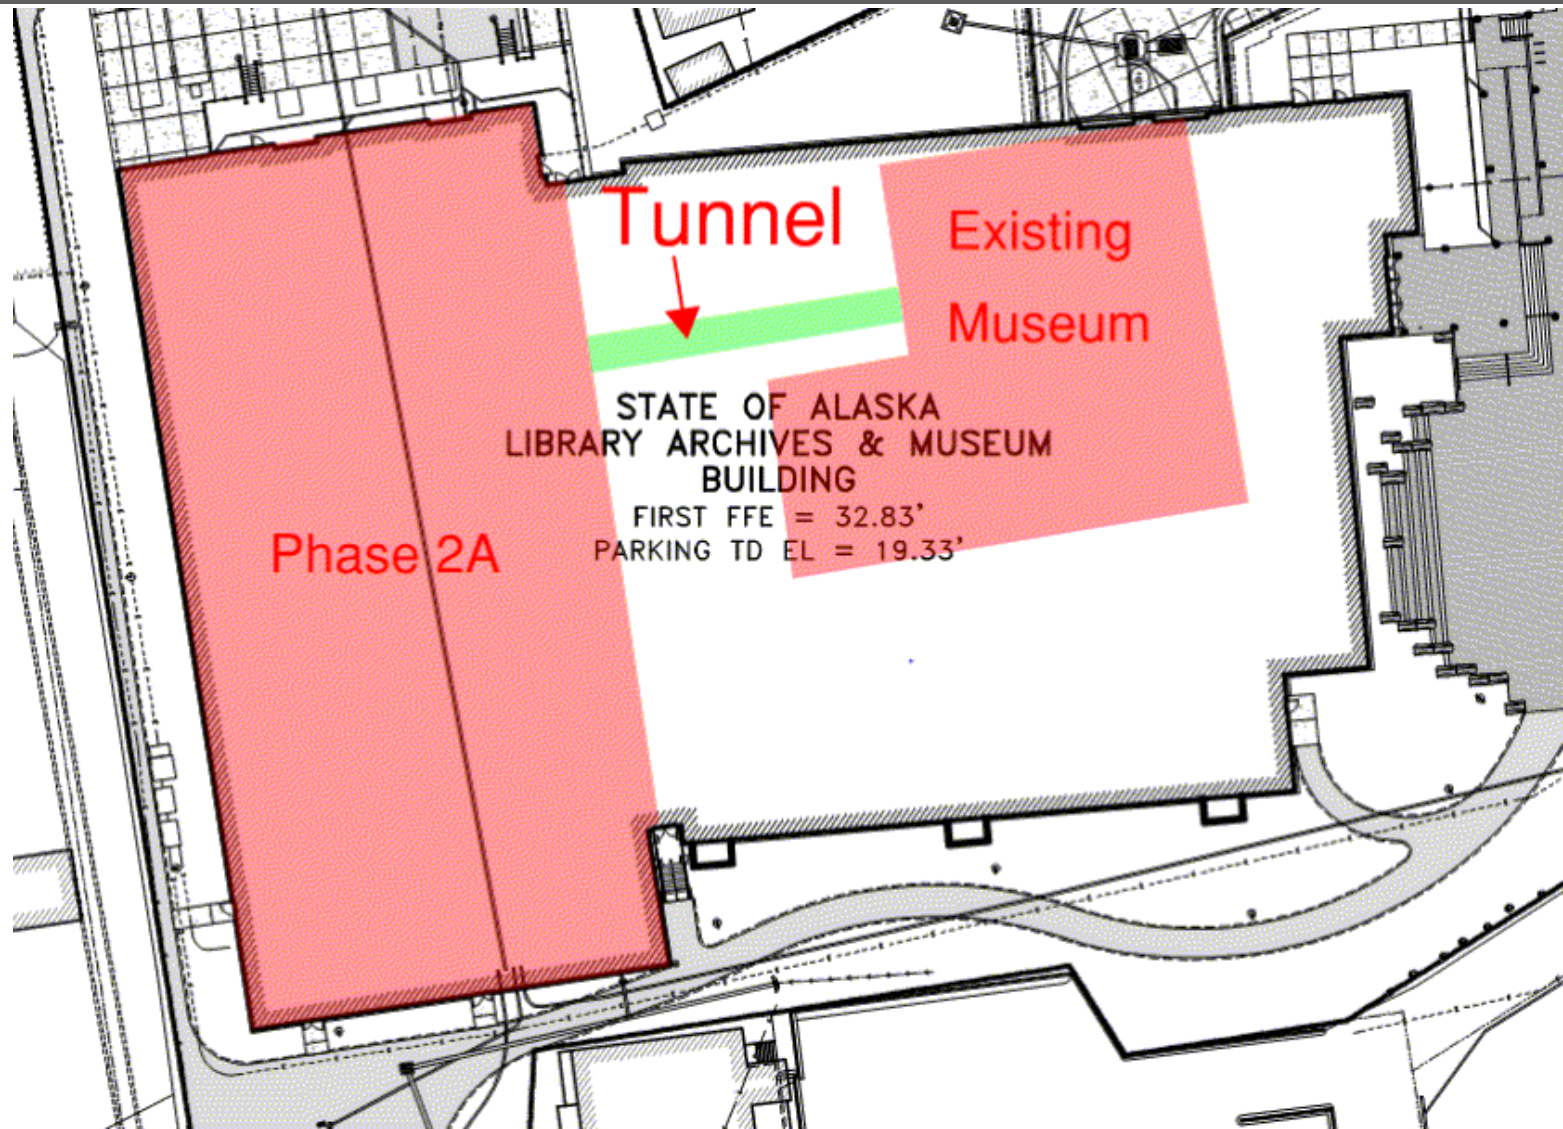 Tunnel
Existing
Museum
STATE OF ALASKA
LIBRARY ARCHIVES & MUSEUM
BUILDING
FIRST FFE = 32.83'
PARKING TD EL = 19.33'
Phase 2A